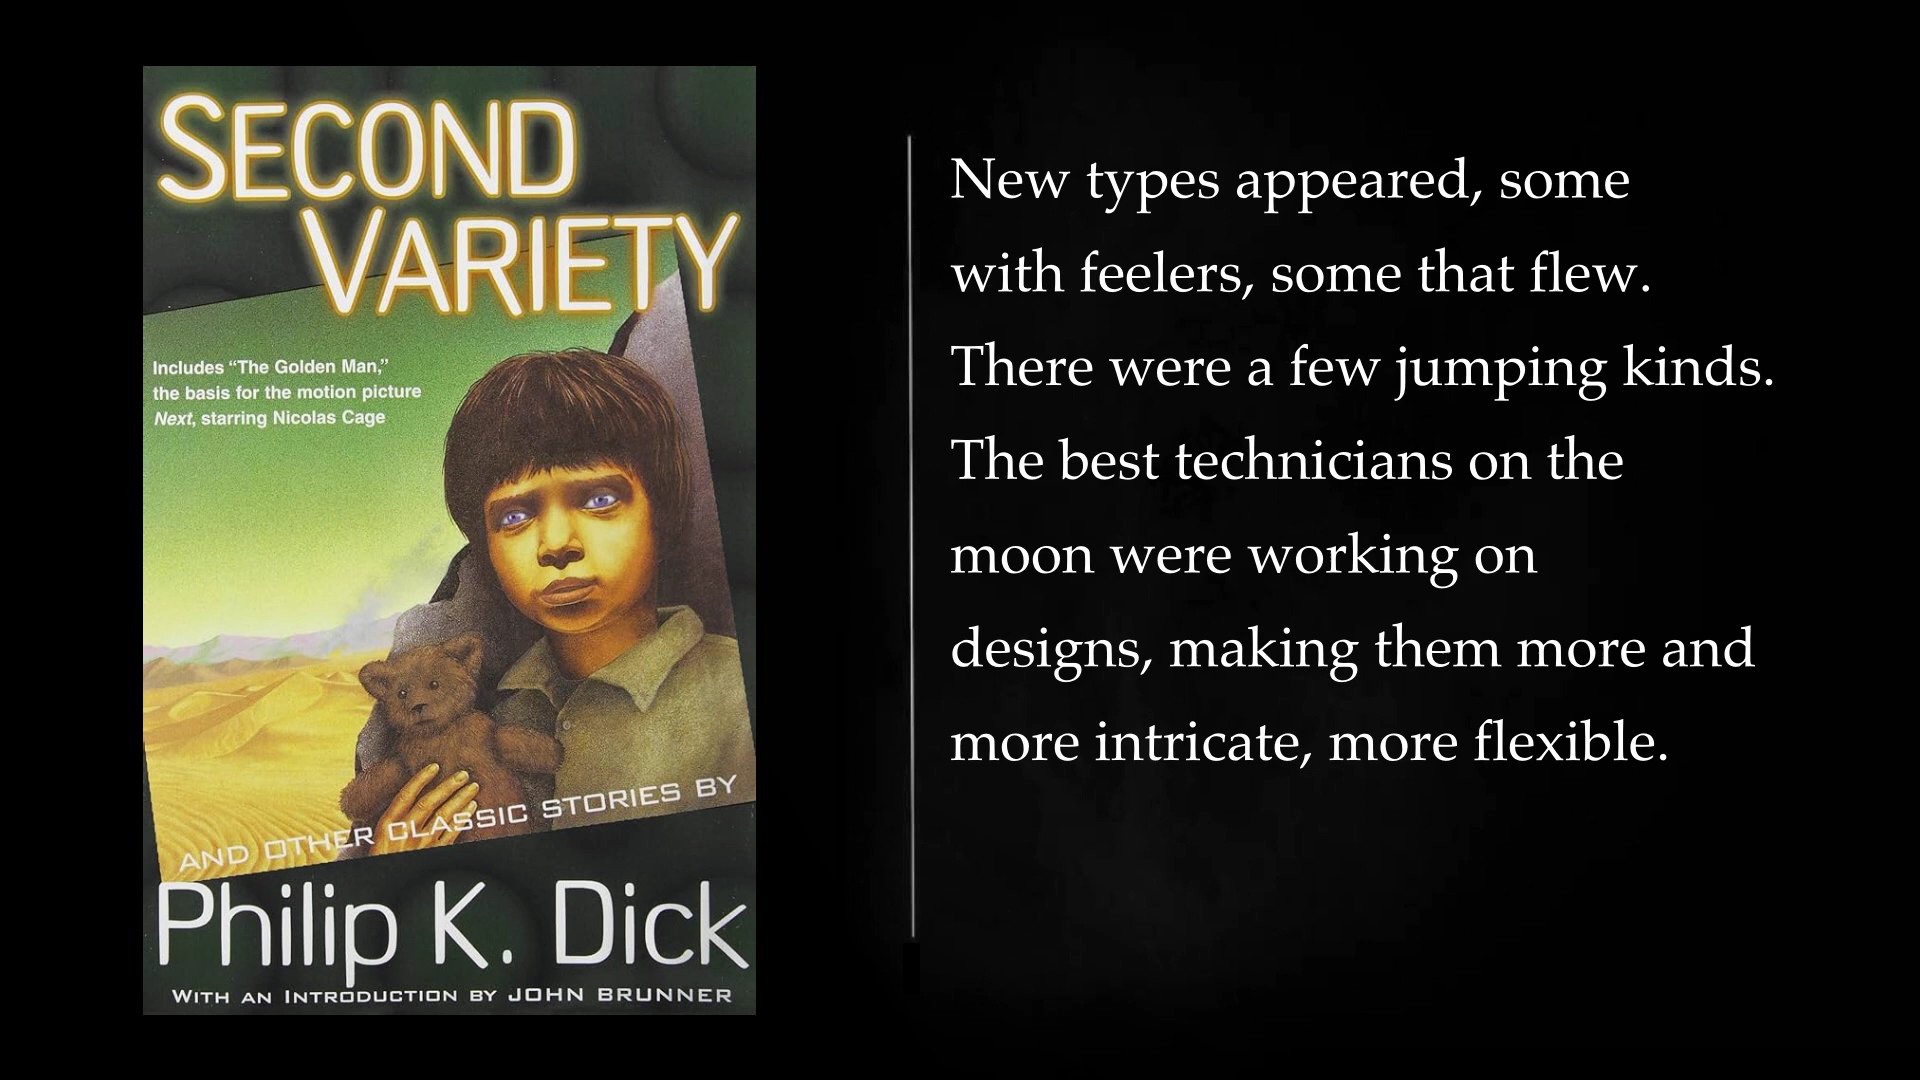 SECOND
VARIETY
Includes “The Golden Man,”
the basis for the motion picture
Next, starring Nicolas Cage
AND OTHER CLASSIC STORIES BY
Philip K. Dick
WITH AN INTRODUCTION BY JOHN BRUNNER
New types appeared, some
with feelers, some that flew.
There were a few jumping kinds.
The best technicians on the
moon were working on
designs, making them more and
more intricate, more flexible.